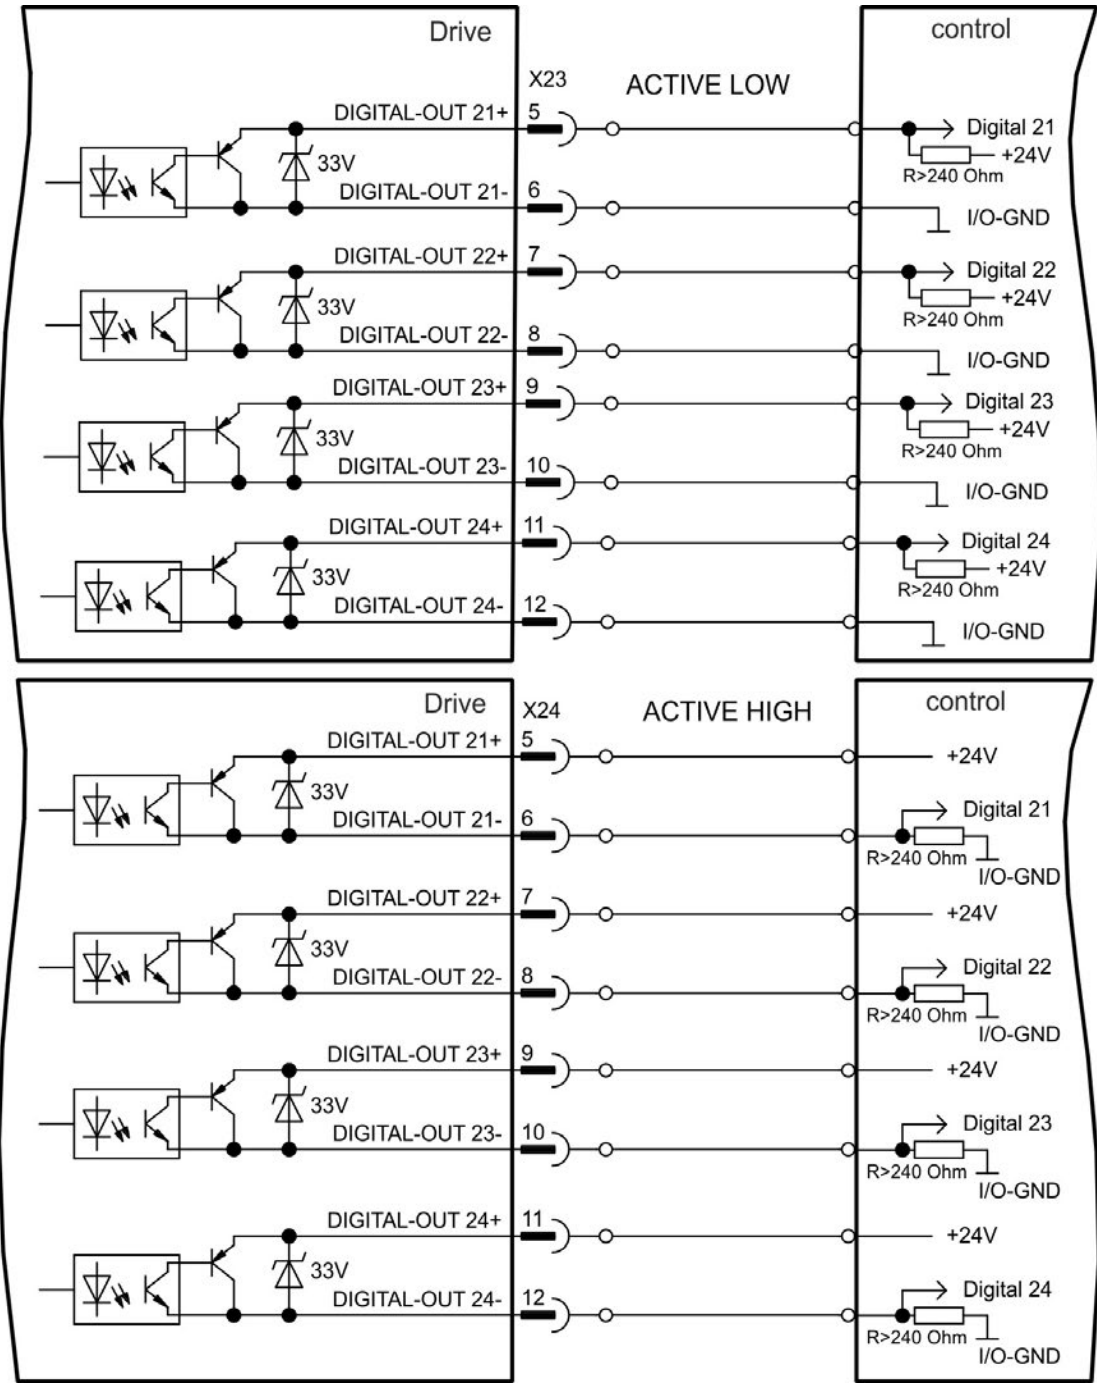 Drive
control
X23
ACTIVE LOW
DIGITAL-OUT 21+
5
Digital 21
33V
+24V
R>240 Ohm
DIGITAL-OUT 21-
6
I/O-GND
DIGITAL-OUT 22+
7
Digital 22
33V
+24V
R>240 Ohm
DIGITAL-OUT 22-
8
I/O-GND
DIGITAL-OUT 23+
9
Digital 23
33V
+24V
R>240 Ohm
DIGITAL-OUT 23-
10
I/O-GND
DIGITAL-OUT 24+
11
Digital 24
33V
+24V
R>240 Ohm
DIGITAL-OUT 24-
12
I/O-GND
Drive
control
X24
ACTIVE HIGH
DIGITAL-OUT 21+
5
+24V
33V
Digital 21
DIGITAL-OUT 21-
6
R>240 Ohm
I/O-GND
DIGITAL-OUT 22+
7
+24V
33V
Digital 22
DIGITAL-OUT 22-
8
R>240 Ohm
I/O-GND
DIGITAL-OUT 23+
9
+24V
33V
Digital 23
DIGITAL-OUT 23-
10
R>240 Ohm
I/O-GND
DIGITAL-OUT 24+
11
+24V
33V
Digital 24
DIGITAL-OUT 24-
12
R>240 Ohm
I/O-GND